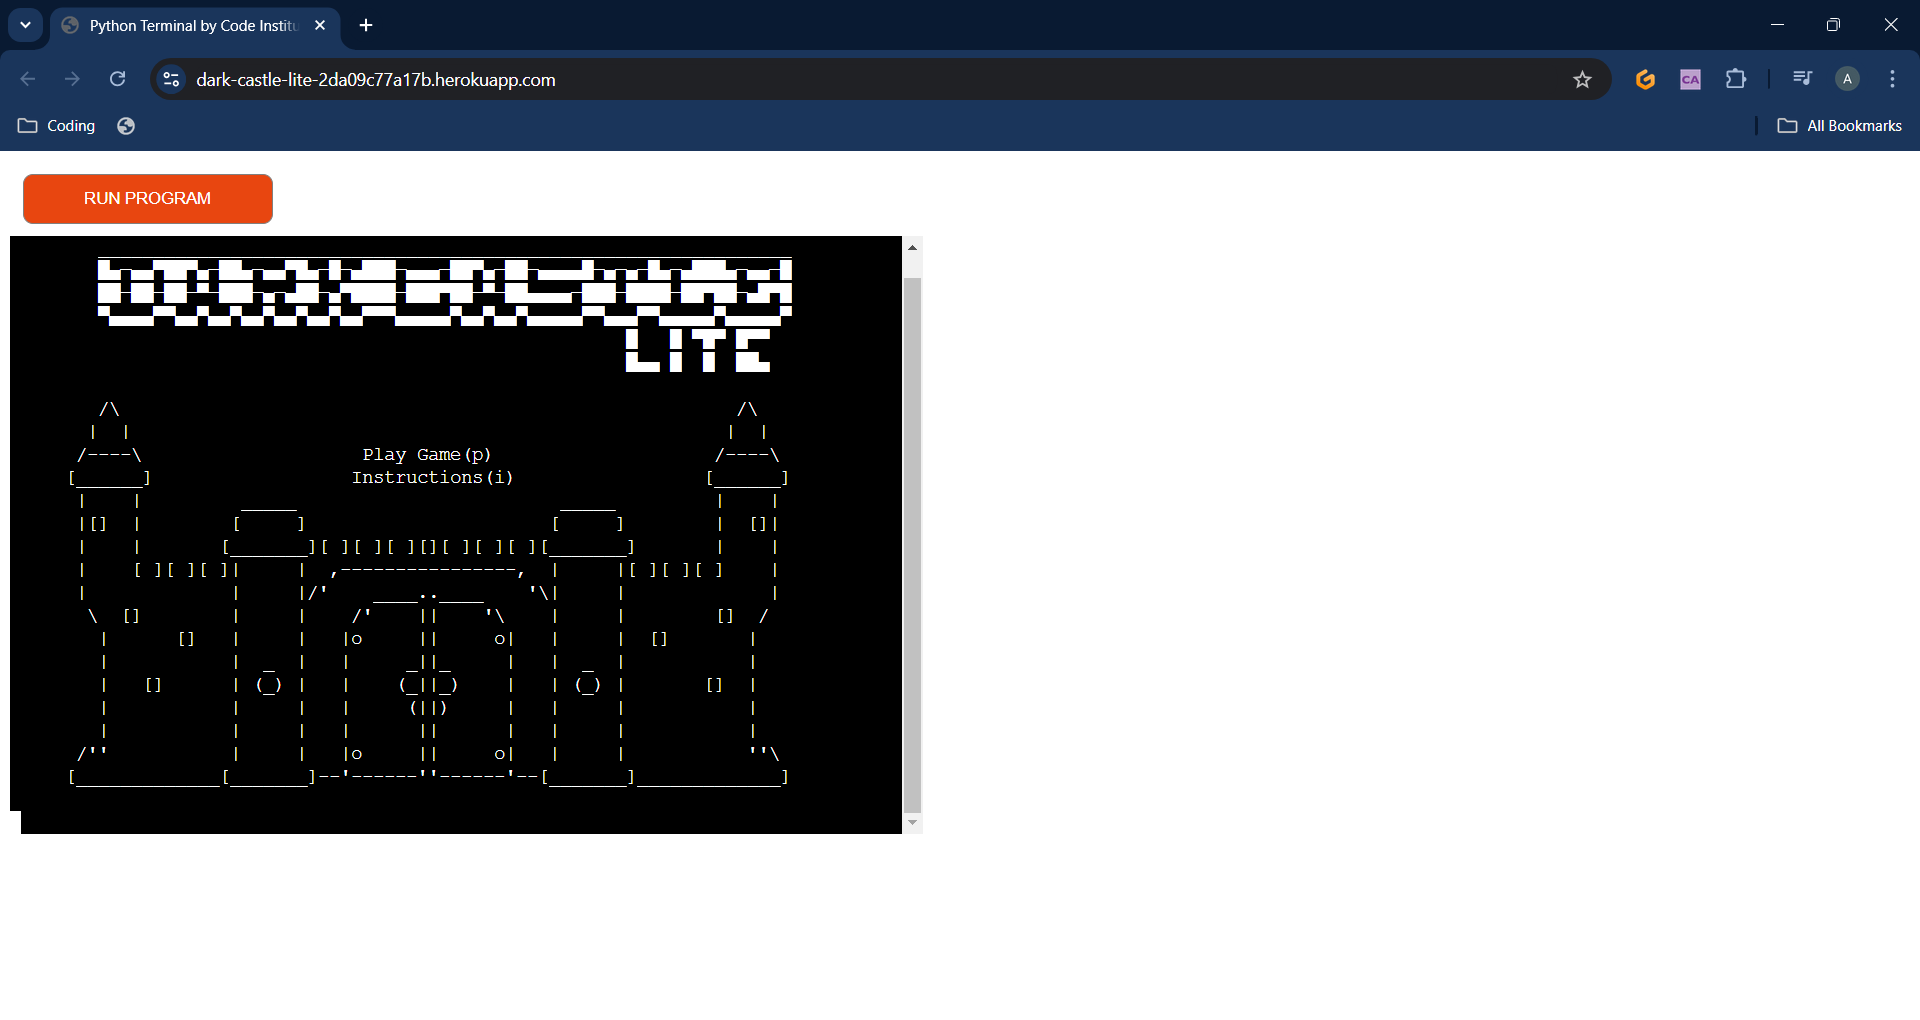 Python Terminal by Code Institu
dark-castle-lite-2da09c77a17b.herokuapp.com
CA
A
Coding
All Bookmarks
RUN PROGRAM
LITE
Play Game(p)
Instructions(i)